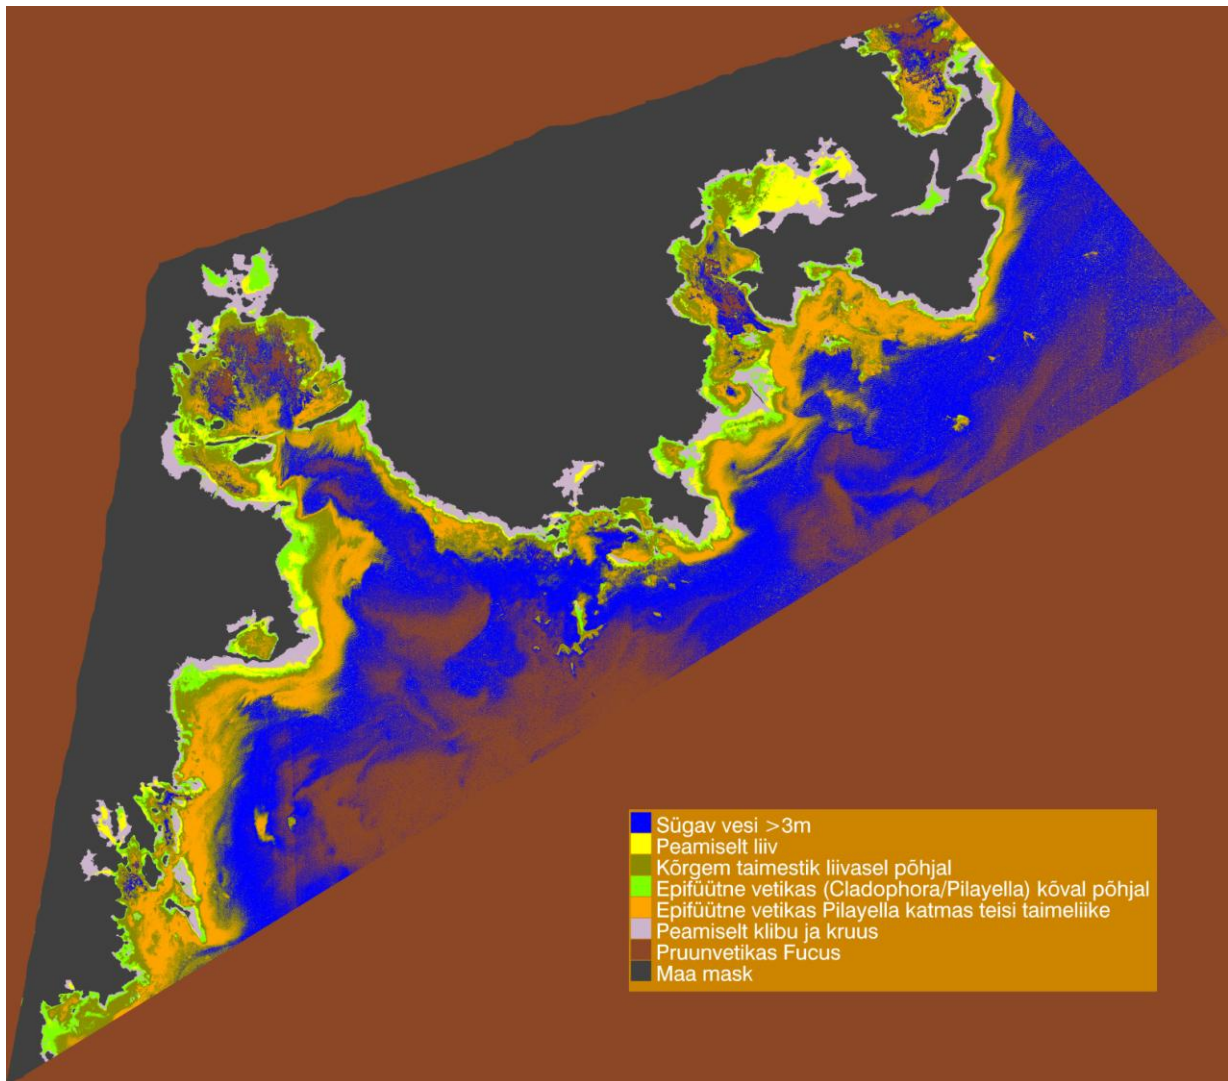 Sügav vesi >3m
Peamiselt liiv
Kõrgem taimestik liivasel põhjal
Epifüütne vetikas (Cladophora/Pilayella) kõval põhjal
Epifüütne vetikas Pilayella katmas teisi taimeliike
Peamiselt klibu ja kruus
Pruunvetikas Fucus
Maa mask